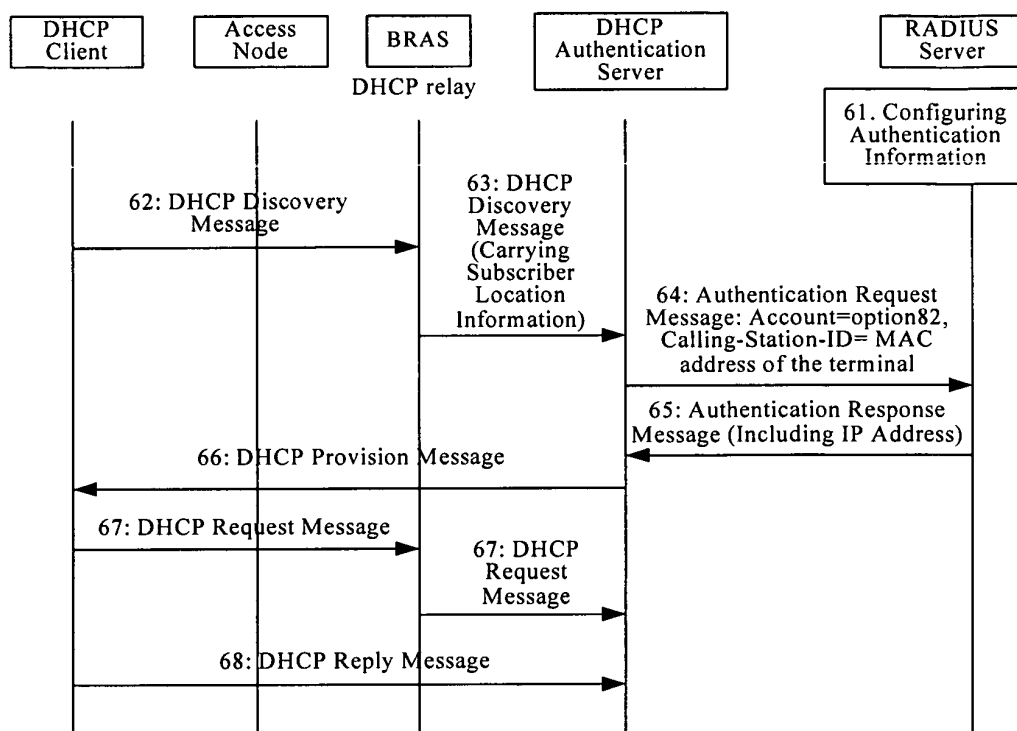 DHCP
Client
Access
Node
BRAS
DHCP relay
DHCP
Authentication
Server
RADIUS
Server
61. Configuring
Authentication
Information
62: DHCP Discovery
Message
63: DHCP
Discovery
Message
(Carrying
Subscriber
Location
Information)
64: Authentication Request
Message: Account=option82,
Calling-Station-ID= MAC
address of the terminal
65: Authentication Response
Message (Including IP Address)
66: DHCP Provision Message
67: DHCP Request Message
67: DHCP
Request
Message
68: DHCP Reply Message